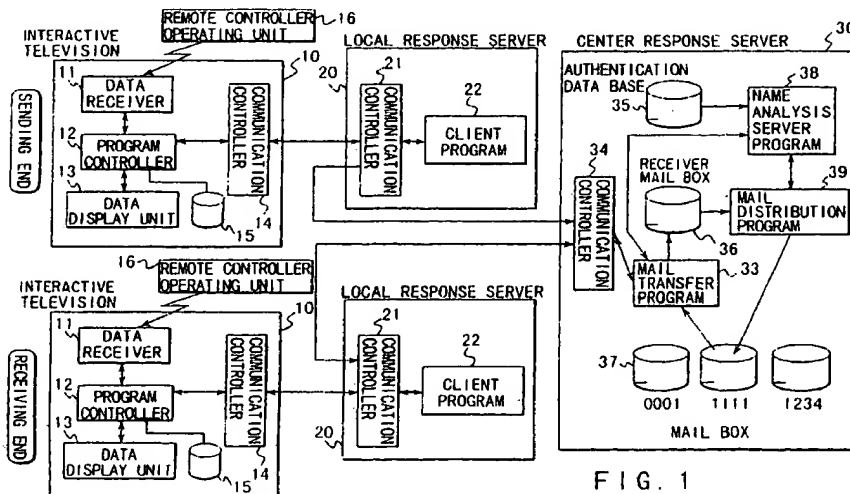 REMOTE CONTROLLER
OPERATING UNIT
16
INTERACTIVE
TELEVISION
10
SENDING END
11
DATA
RECEIVER
12
PROGRAM
CONTROLLER
13
DATA
DISPLAY UNIT
15
COMMUNICATION
CONTROLLER
14
LOCAL RESPONSE SERVER
20
21
COMMUNICATION
CONTROLLER
22
CLIENT
PROGRAM
CENTER RESPONSE SERVER
30
AUTHENTICATION
DATA BASE
35
38
NAME
ANALYSIS
SERVER
PROGRAM
34
COMMUNICATION
CONTROLLER
RECEIVER
MAIL BOX
36
39
MAIL
DISTRIBUTION
PROGRAM
MAIL
TRANSFER
PROGRAM
33
37
0001
1111
1234
MAIL BOX
INTERACTIVE
TELEVISION
16
REMOTE CONTROLLER
OPERATING UNIT
10
RECEIVING END
11
DATA
RECEIVER
12
PROGRAM
CONTROLLER
13
DATA
DISPLAY UNIT
15
COMMUNICATION
CONTROLLER
14
LOCAL RESPONSE SERVER
21
COMMUNICATION
CONTROLLER
22
CLIENT
PROGRAM
20
FIG. 1